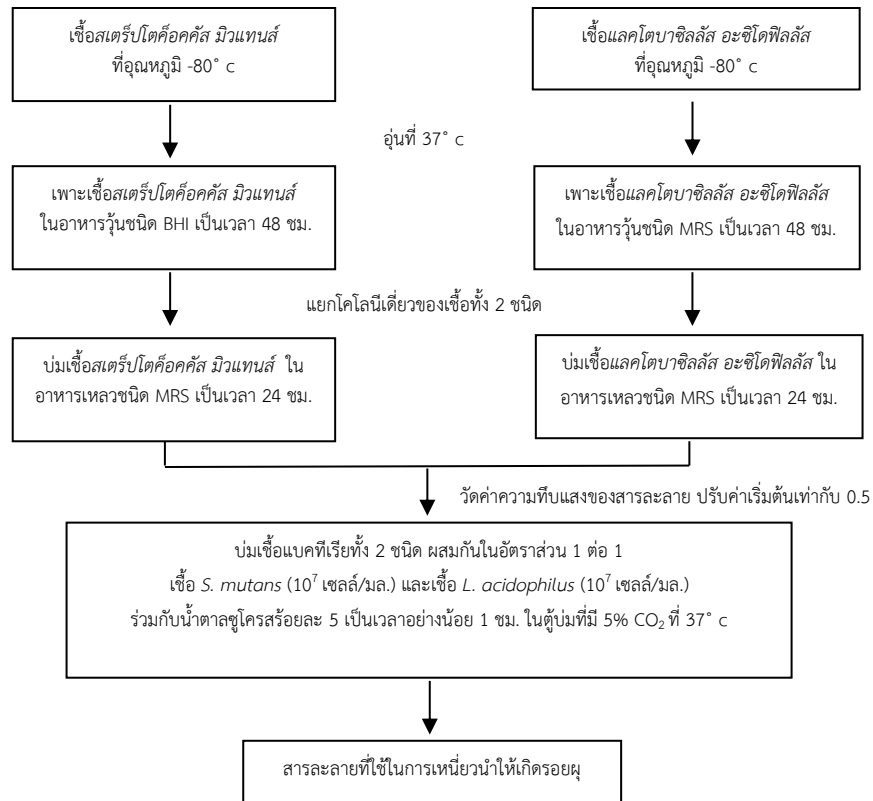 เชื้อสเตร็ปโตค็อคคัส มิวแทนส์
ที่อุณหภูมิ -80° c
เชื้อแลคโตบาซิลลัส อะซิโดฟิลลัส
ที่อุณหภูมิ -80° c
อุ่นที่ 37° c
เพาะเชื้อสเตร็ปโตค็อคคัส มิวแทนส์
ในอาหารวุ้นชนิด BHI เป็นเวลา 48 ชม.
เพาะเชื้อแลคโตบาซิลลัส อะซิโดฟิลลัส
ในอาหารวุ้นชนิด MRS เป็นเวลา 48 ชม.
แยกโคโลนีเดี่ยวของเชื้อทั้ง 2 ชนิด
บ่มเชื้อสเตร็ปโตค็อคคัส มิวแทนส์ ใน
อาหารเหลวชนิด MRS เป็นเวลา 24 ชม.
บ่มเชื้อแลคโตบาซิลลัส อะซิโดฟิลลัส ใน
อาหารเหลวชนิด MRS เป็นเวลา 24 ชม.
วัดค่าความทึบแสงของสารละลาย ปรับค่าเริ่มต้นเท่ากับ 0.5
บ่มเชื้อแบคทีเรียทั้ง 2 ชนิด ผสมกันในอัตราส่วน 1 ต่อ 1
เชื้อ S. mutans (10⁷ เซลล์/มล.) และเชื้อ L. acidophilus (10⁷ เซลล์/มล.)
ร่วมกับน้ำตาลซูโครสร้อยละ 5 เป็นเวลาอย่างน้อย 1 ชม. ในตู้บ่มที่มี 5% CO₂ ที่ 37° c
สารละลายที่ใช้ในการเหนี่ยวนำให้เกิดรอยผุ